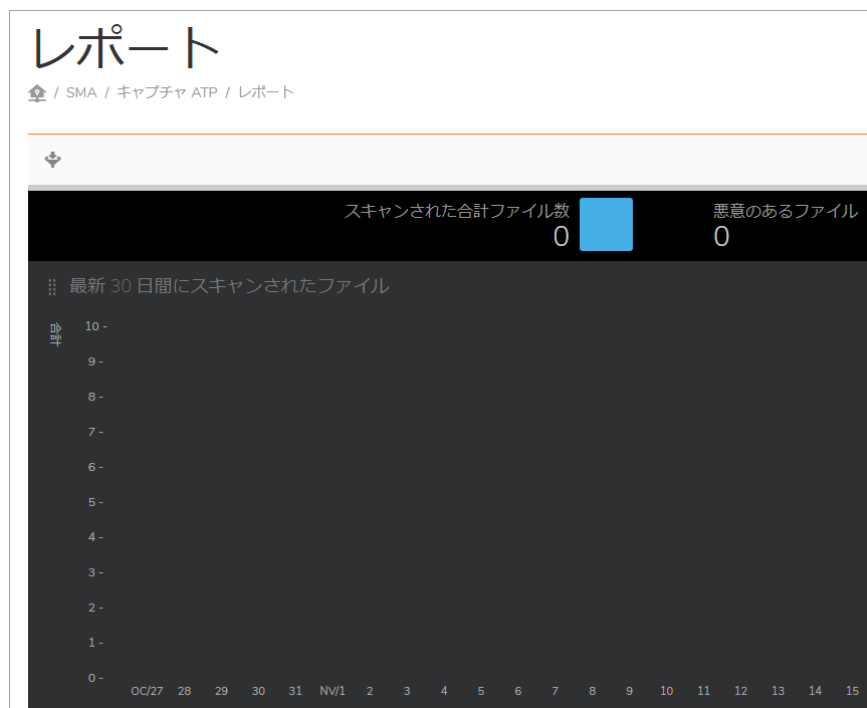 レポート
/ SMA / キャプチャ ATP / レポート
スキャンされた合計ファイル数
0
悪意のあるファイル
0
最新 30 日間にスキャンされたファイル
合計
10 -
9 -
8 -
7 -
6 -
5 -
4 -
3 -
2 -
1 -
0 -
OC/27 28 29 30 31 NV/1 2 3 4 5 6 7 8 9 10 11 12 13 14 15